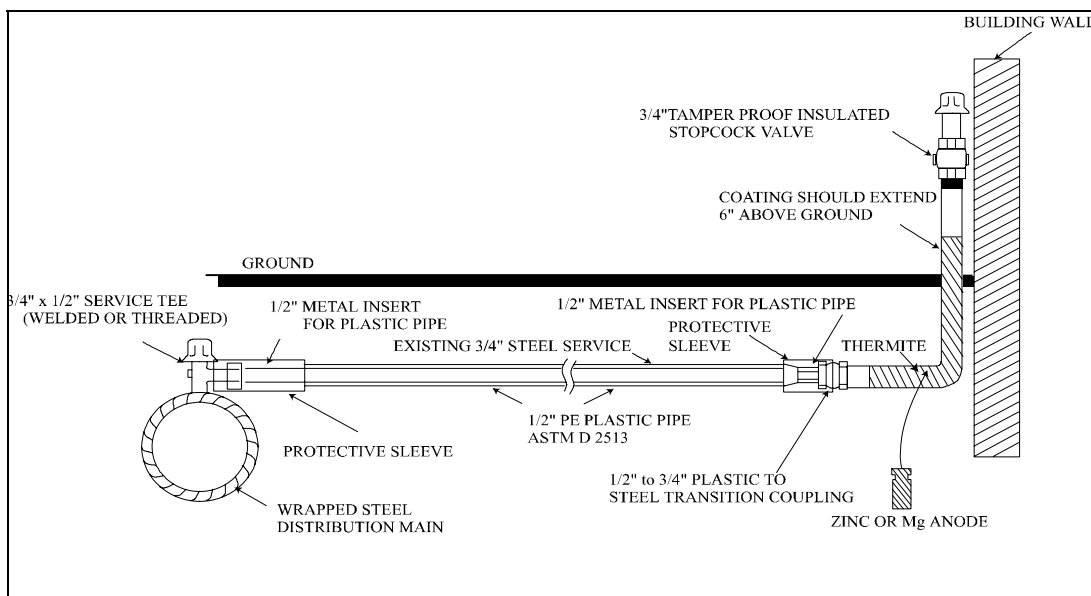 BUILDING WALL
3/4"TAMPER PROOF INSULATED
STOPCOCK VALVE
COATING SHOULD EXTEND
6" ABOVE GROUND
GROUND
3/4" x 1/2" SERVICE TEE
(WELDED OR THREADED)
1/2" METAL INSERT
FOR PLASTIC PIPE
1/2" METAL INSERT FOR PLASTIC PIPE
PROTECTIVE
SLEEVE
EXISTING 3/4" STEEL SERVICE
THERMITE
1/2" PE PLASTIC PIPE
ASTM D 2513
PROTECTIVE SLEEVE
1/2" to 3/4" PLASTIC TO
STEEL TRANSITION COUPLING
WRAPPED STEEL
DISTRIBUTION MAIN
ZINC OR Mg ANODE